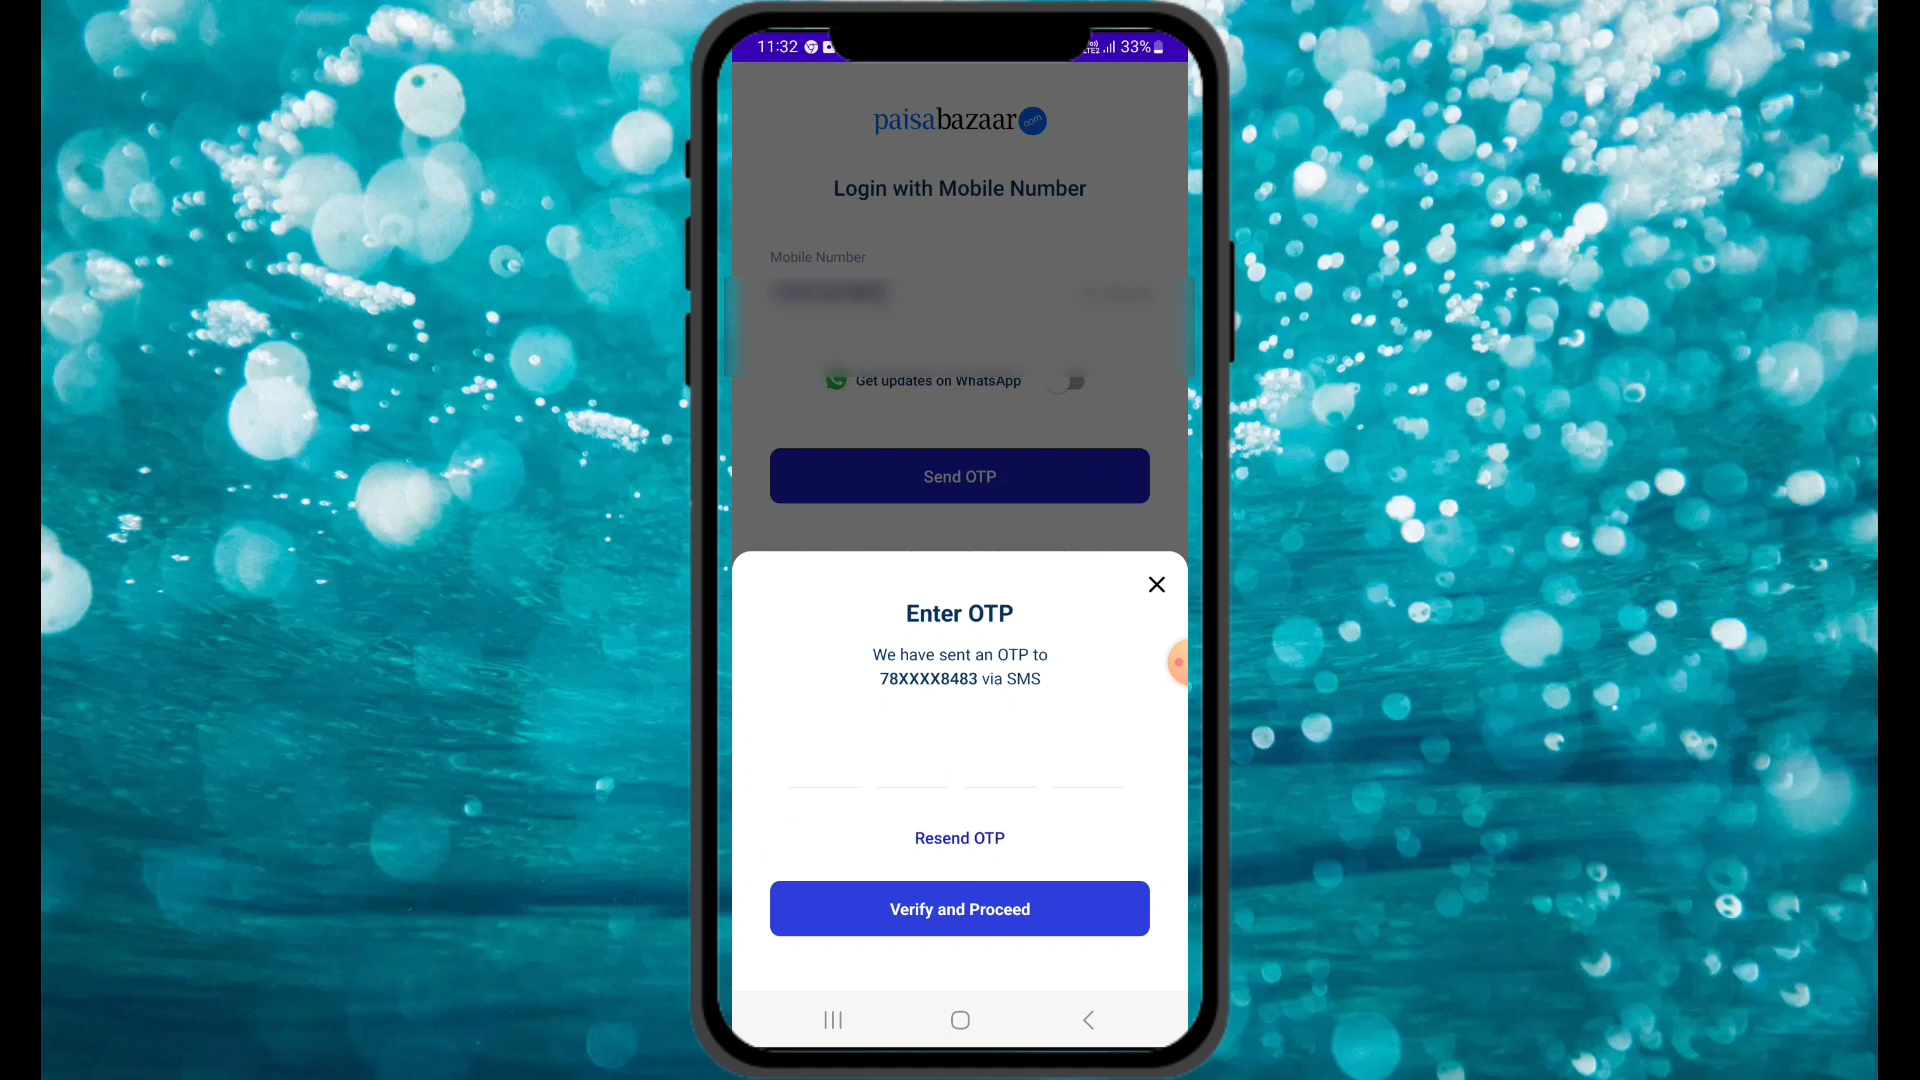 11:32
LTE2 33%
paisabazaar.com
Login with Mobile Number
Mobile Number
Get updates on WhatsApp
Send OTP
Enter OTP
We have sent an OTP to
78XXXX8483 via SMS
Resend OTP
Verify and Proceed